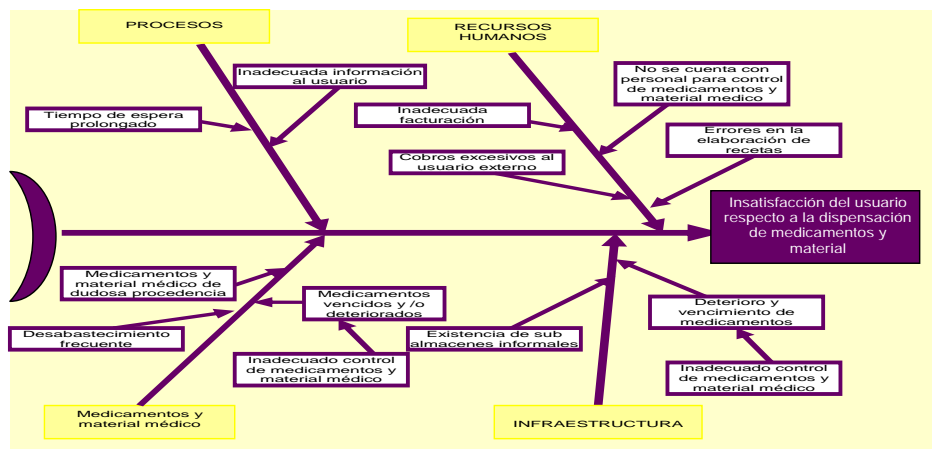 PROCESOS
RECURSOS
HUMANOS
Inadecuada información
al usuario
No se cuenta con
personal para control
de medicamentos y
material medico
Tiempo de espera
prolongado
Inadecuada
facturación
Errores en la
elaboración de
recetas
Cobros excesivos al
usuario externo
Insatisfacción del usuario
respecto a la dispensación
de medicamentos y
material
Medicamentos y
material médico de
dudosa procedencia
Medicamentos
vencidos y /o
deteriorados
Deterioro y
vencimiento de
medicamentos
Desabastecimiento
frecuente
Existencia de sub
almacenes informales
Inadecuado control
de medicamentos y
material médico
Inadecuado control
de medicamentos y
material médico
Medicamentos y
material médico
INFRAESTRUCTURA